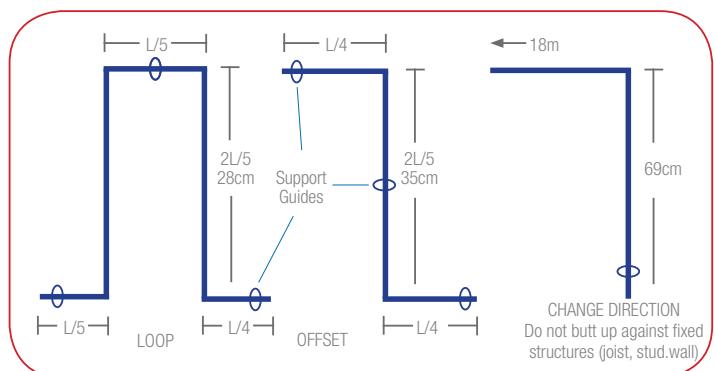 L/5
L/4
18m
2L/5
28cm
Support
Guides
2L/5
35cm
69cm
L/5
L/4
L/4
LOOP
OFFSET
CHANGE DIRECTION
Do not butt up against fixed
structures (joist, stud.wall)